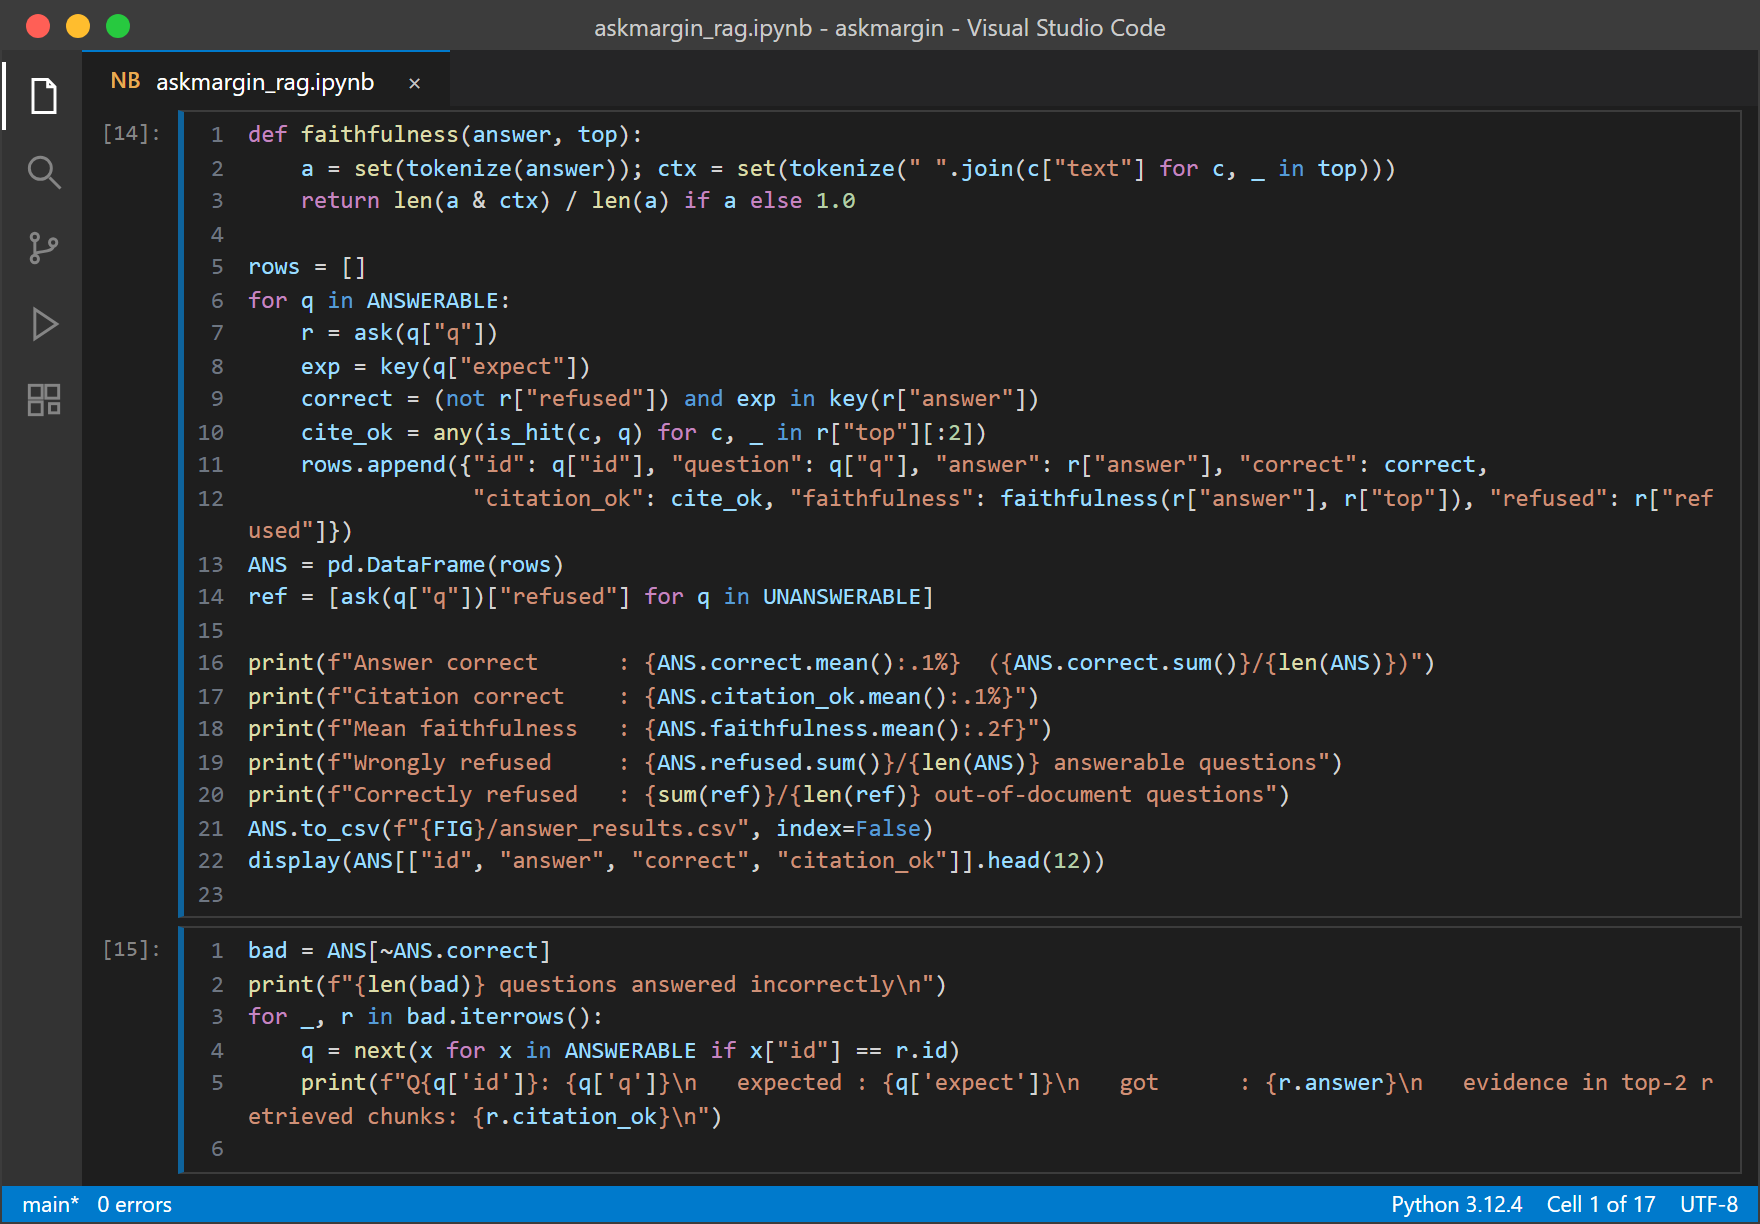 askmargin_rag.ipynb - askmargin - Visual Studio Code
NB askmargin_rag.ipynb ×
[14]:
1 def faithfulness(answer, top):
2     a = set(tokenize(answer)); ctx = set(tokenize(" ".join(c["text"] for c, _ in top)))
3     return len(a & ctx) / len(a) if a else 1.0
4
5 rows = []
6 for q in ANSWERABLE:
7     r = ask(q["q"])
8     exp = key(q["expect"])
9     correct = (not r["refused"]) and exp in key(r["answer"])
10     cite_ok = any(is_hit(c, q) for c, _ in r["top"][:2])
11     rows.append({"id": q["id"], "question": q["q"], "answer": r["answer"], "correct": correct,
12                  "citation_ok": cite_ok, "faithfulness": faithfulness(r["answer"], r["top"]), "refused": r["ref
used"]})
13 ANS = pd.DataFrame(rows)
14 ref = [ask(q["q"])["refused"] for q in UNANSWERABLE]
15
16 print(f"Answer correct      : {ANS.correct.mean():.1%}  ({ANS.correct.sum()}/{len(ANS)})")
17 print(f"Citation correct    : {ANS.citation_ok.mean():.1%}")
18 print(f"Mean faithfulness   : {ANS.faithfulness.mean():.2f}")
19 print(f"Wrongly refused     : {ANS.refused.sum()}/{len(ANS)} answerable questions")
20 print(f"Correctly refused   : {sum(ref)}/{len(ref)} out-of-document questions")
21 ANS.to_csv(f"{FIG}/answer_results.csv", index=False)
22 display(ANS[["id", "answer", "correct", "citation_ok"]].head(12))
23
[15]:
1 bad = ANS[~ANS.correct]
2 print(f"{len(bad)} questions answered incorrectly\n")
3 for _, r in bad.iterrows():
4     q = next(x for x in ANSWERABLE if x["id"] == r.id)
5     print(f"Q{q['id']}: {q['q']}\n   expected : {q['expect']}\n   got      : {r.answer}\n   evidence in top-2 r
etrieved chunks: {r.citation_ok}\n")
6
main* 0 errors Python 3.12.4 Cell 1 of 17 UTF-8